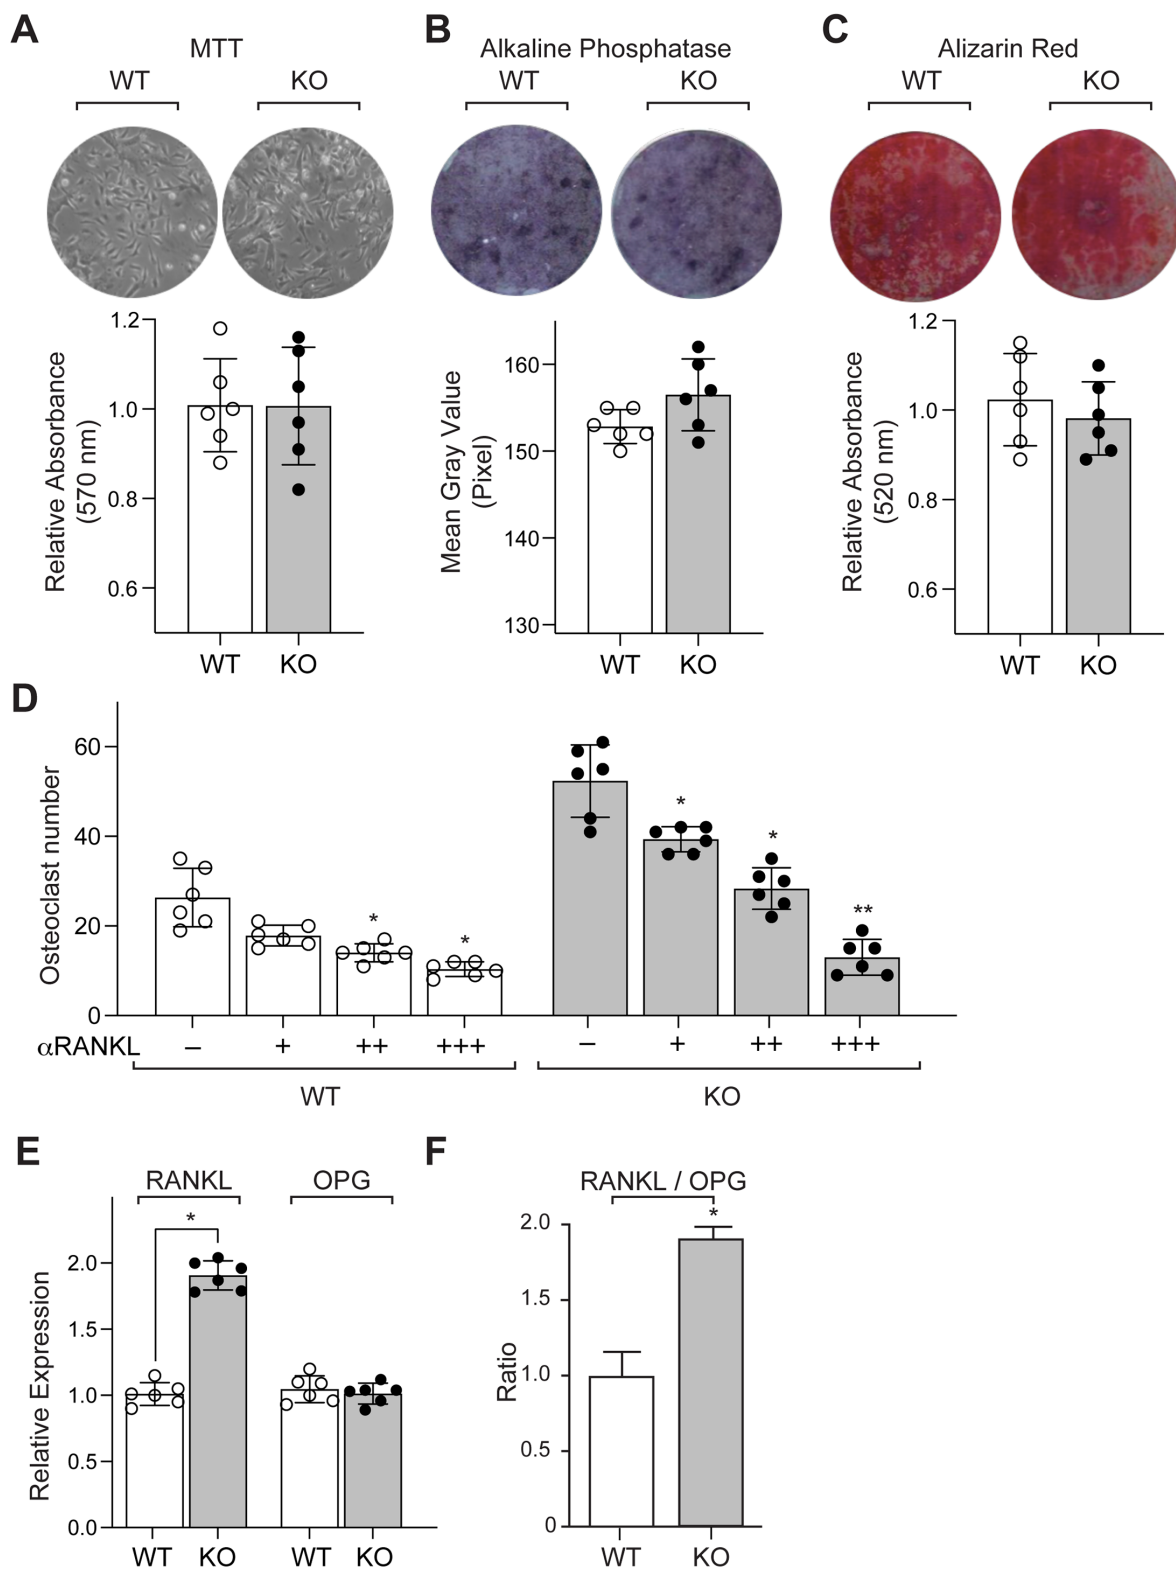 A
MTT
WT KO
1.2
1.0
0.8
0.6
Relative Absorbance
(570 nm)
WT KO
B
Alkaline Phosphatase
WT KO
160
150
140
130
Mean Gray Value
(Pixel)
WT KO
C
Alizarin Red
WT KO
1.2
1.0
0.8
0.6
Relative Absorbance
(520 nm)
WT KO
D
Osteoclast number
60
40
20
0
* * * * **
αRANKL – + ++ +++ – + ++ +++
WT KO
E
RANKL OPG
*
Relative Expression
2.0
1.5
1.0
0.5
0.0
WT KO WT KO
F
RANKL / OPG
*
Ratio
2.0
1.5
1.0
0.5
0
WT KO